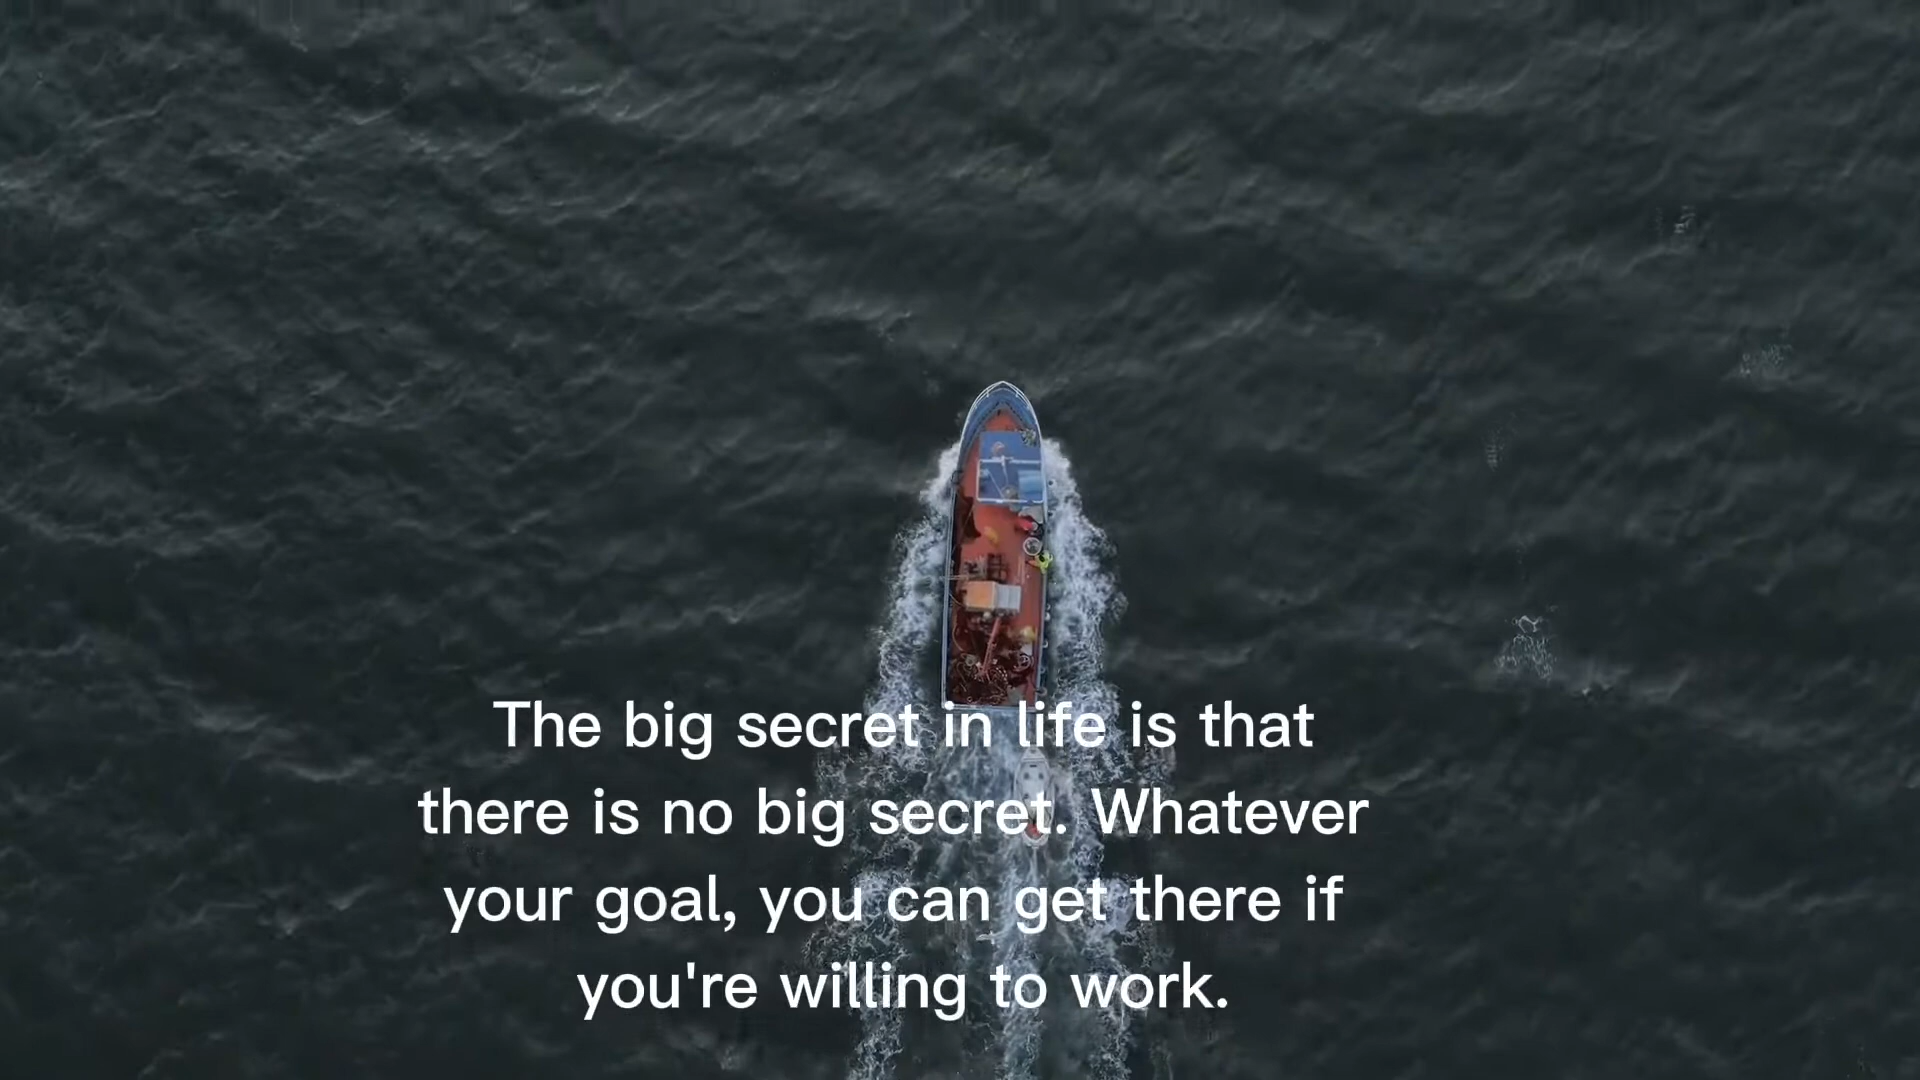 The big secret in life is that
there is no big secret. Whatever
your goal, you can get there if
you're willing to work.